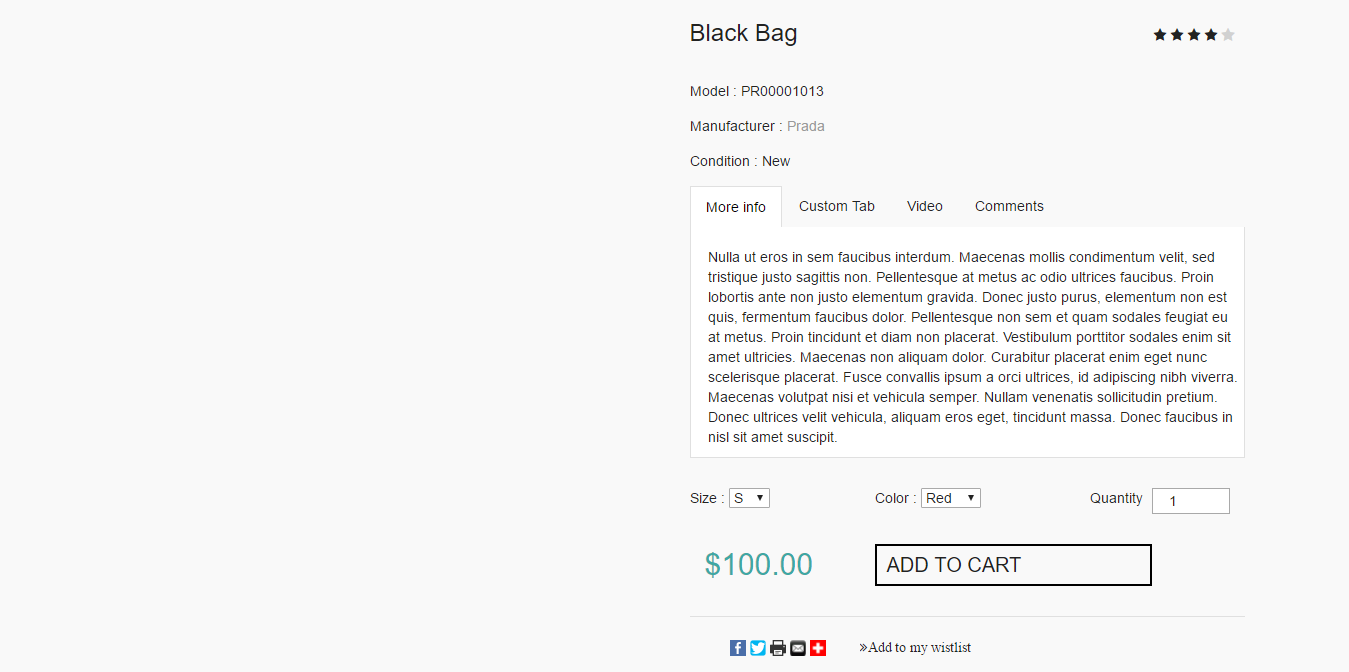 Black Bag
Model : PR00001013
Manufacturer : Prada
Condition : New
More info Custom Tab Video Comments
Nulla ut eros in sem faucibus interdum. Maecenas mollis condimentum velit, sed
tristique justo sagittis non. Pellentesque at metus ac odio ultrices faucibus. Proin
lobortis ante non justo elementum gravida. Donec justo purus, elementum non est
quis, fermentum faucibus dolor. Pellentesque non sem et quam sodales feugiat eu
at metus. Proin tincidunt et diam non placerat. Vestibulum porttitor sodales enim sit
amet ultricies. Maecenas non aliquam dolor. Curabitur placerat enim eget nunc
scelerisque placerat. Fusce convallis ipsum a orci ultrices, id adipiscing nibh viverra.
Maecenas volutpat nisi et vehicula semper. Nullam venenatis sollicitudin pretium.
Donec ultrices velit vehicula, aliquam eros eget, tincidunt massa. Donec faucibus in
nisl sit amet suscipit.
Size : S Color : Red Quantity 1
$100.00 ADD TO CART
»Add to my wistlist